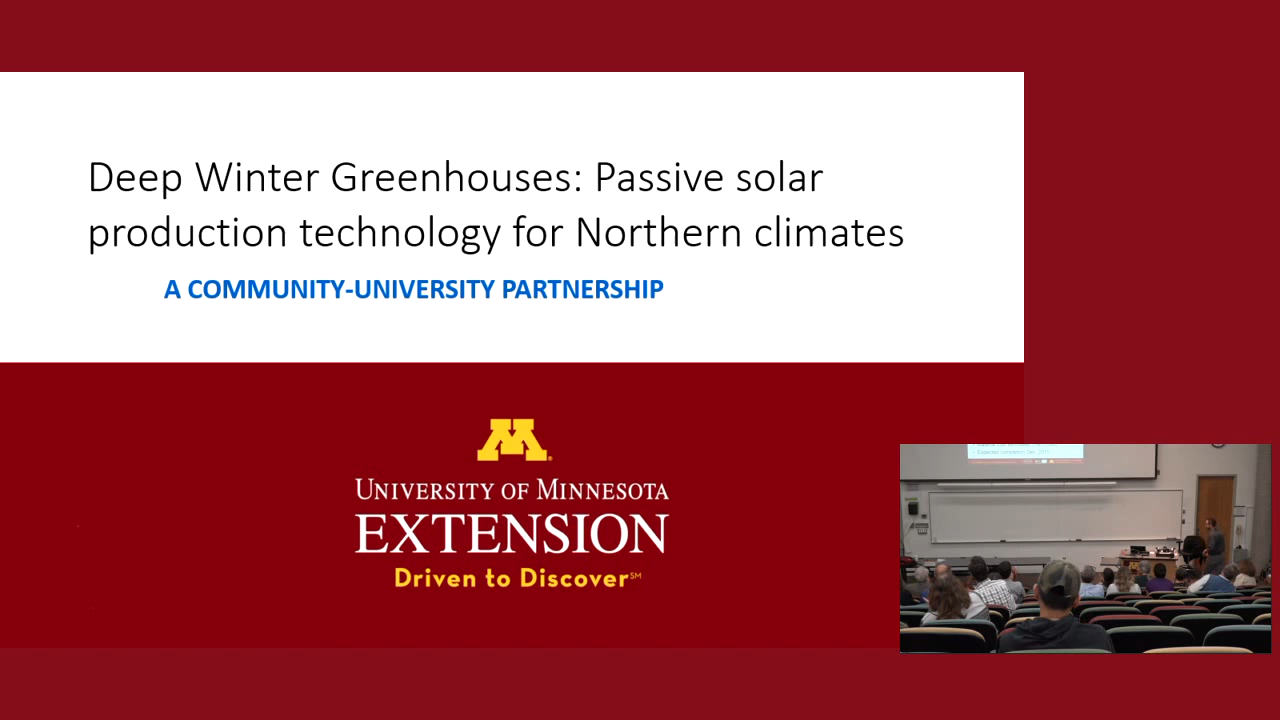 Deep Winter Greenhouses: Passive solar
production technology for Northern climates
A COMMUNITY-UNIVERSITY PARTNERSHIP
M
UNIVERSITY OF MINNESOTA
EXTENSION
Driven to Discover℠